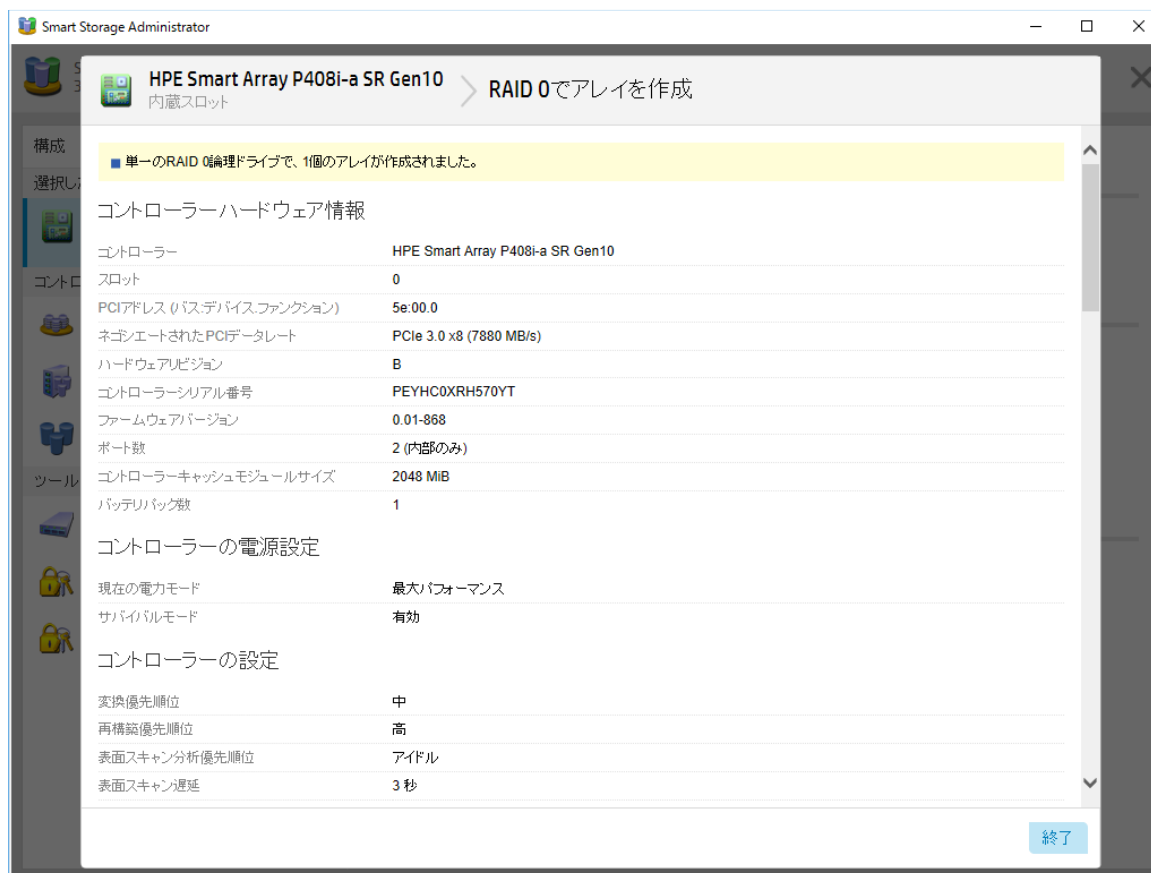 Smart Storage Administrator
HPE Smart Array P408i-a SR Gen10
内蔵スロット
RAID 0でアレイを作成
構成
■ 単一のRAID 0論理ドライブで、1個のアレイが作成されました。
コントローラーハードウェア情報
コントローラー HPE Smart Array P408i-a SR Gen10
スロット 0
PCIアドレス (バス:デバイス.ファンクション) 5e:00.0
ネゴシエートされたPCIデータレート PCIe 3.0 x8 (7880 MB/s)
ハードウェアリビジョン B
コントローラーシリアル番号 PEYHC0XRH570YT
ファームウェアバージョン 0.01-868
ポート数 2 (内部のみ)
ツール
コントローラーキャッシュモジュールサイズ 2048 MiB
バッテリパック数 1
コントローラーの電源設定
現在の電力モード 最大パフォーマンス
サバイバルモード 有効
コントローラーの設定
変換優先順位 中
再構築優先順位 高
表面スキャン分析優先順位 アイドル
表面スキャン遅延 3 秒
終了